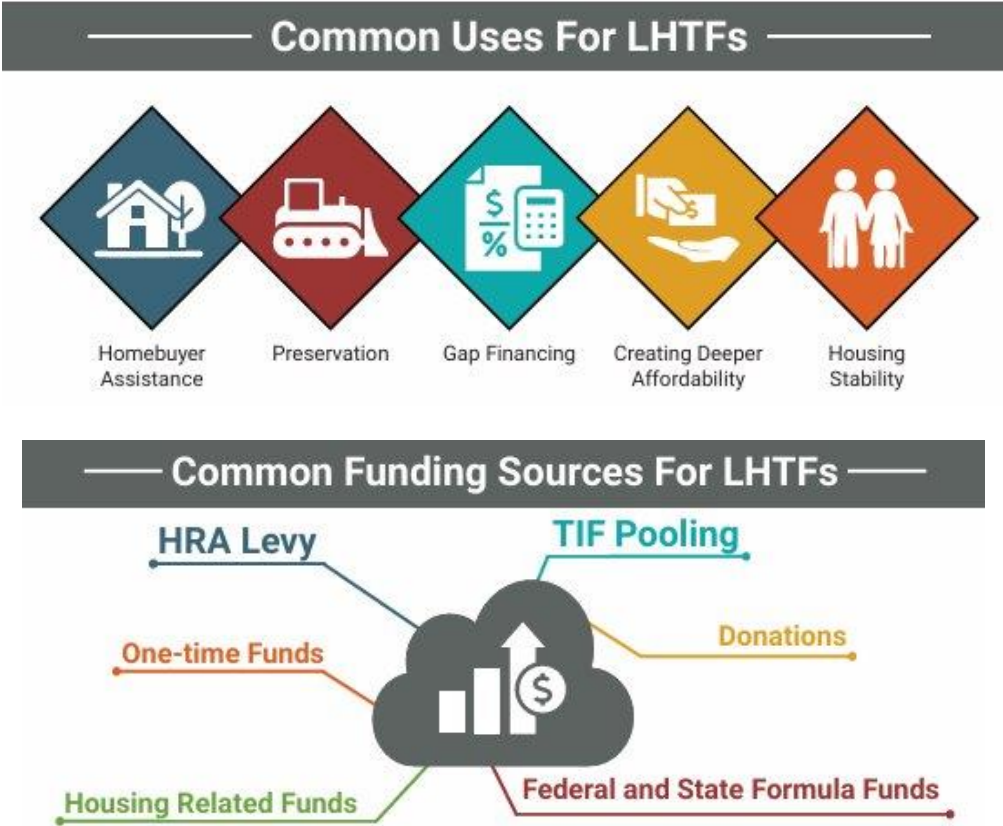 Common Uses For LHTFs
$
%
$
Homebuyer
Assistance
Preservation
Gap Financing
Creating Deeper
Affordability
Housing
Stability
Common Funding Sources For LHTFs
HRA Levy
TIF Pooling
One-time Funds
Donations
$
Housing Related Funds
Federal and State Formula Funds